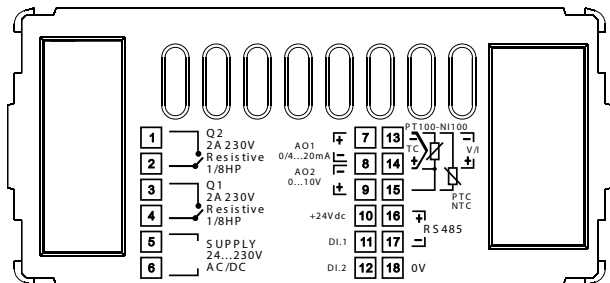 1
Q2
2A 230V
Resistive
1/8HP
2
3
Q1
2A 230V
Resistive
1/8HP
4
5
SUPPLY
24...230V
AC/DC
6
AO1
0/4...20mA
+
-
AO2
0...10V
-
+
+24Vdc
DI.1
DI.2
7 13
8 14
9 15
10 16
11 17
12 18
PT100-NI100
-
TC
+
-
V/I
+
PTC
NTC
+
RS485
-
0V